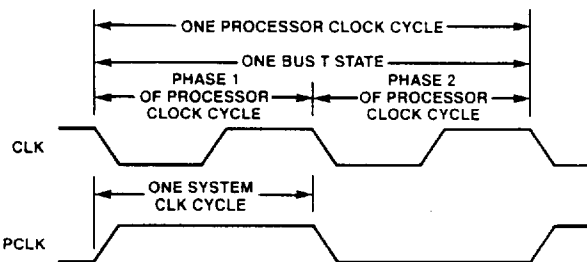 ONE PROCESSOR CLOCK CYCLE
ONE BUS T STATE
PHASE 1
OF PROCESSOR
CLOCK CYCLE
PHASE 2
OF PROCESSOR
CLOCK CYCLE
CLK
ONE SYSTEM
CLK CYCLE
PCLK